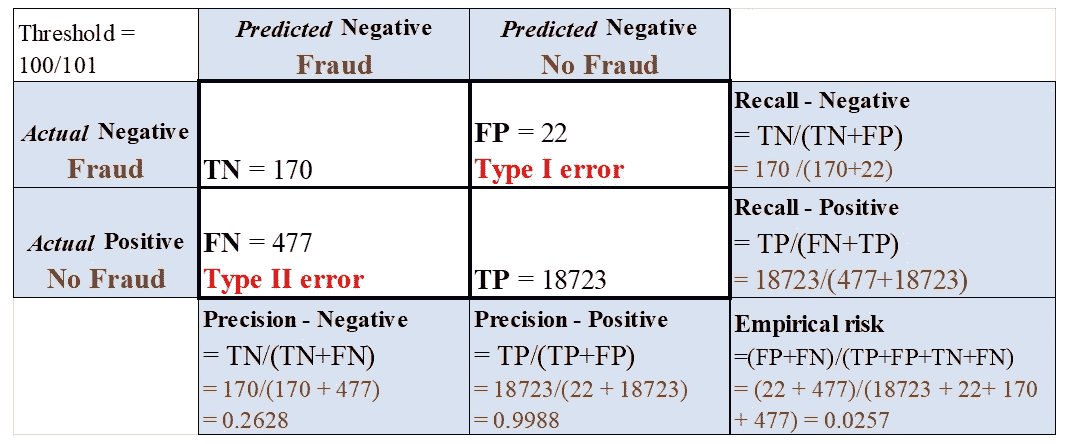 Threshold =
100/101
Predicted Negative
Fraud
Predicted Negative
No Fraud
Actual Negative
Fraud
TN = 170
FP = 22
Type I error
Recall - Negative
= TN/(TN+FP)
= 170 /(170+22)
Actual Positive
No Fraud
FN = 477
Type II error
TP = 18723
Recall - Positive
= TP/(FN+TP)
= 18723/(477+18723)
Precision - Negative
= TN/(TN+FN)
= 170/(170 + 477)
= 0.2628
Precision - Positive
= TP/(TP+FP)
= 18723/(22 + 18723)
= 0.9988
Empirical risk
=(FP+FN)/(TP+FP+TN+FN)
= (22 + 477)/(18723 + 22+ 170
+ 477) = 0.0257